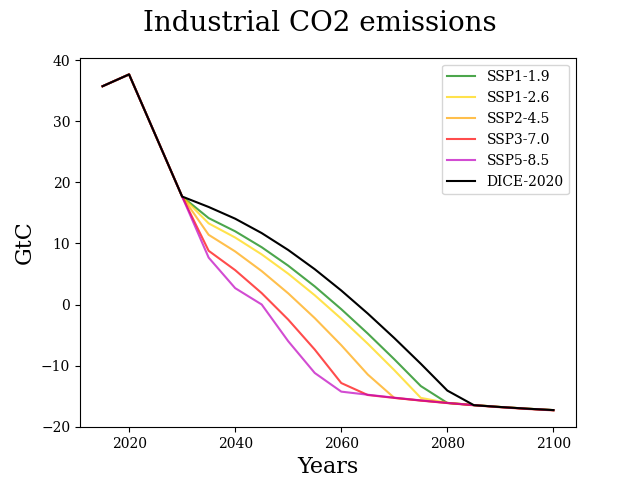 Industrial CO2 emissions
GtC
40
30
20
10
0
−10
−20
2020
2040
2060
2080
2100
Years
SSP1-1.9
SSP1-2.6
SSP2-4.5
SSP3-7.0
SSP5-8.5
DICE-2020